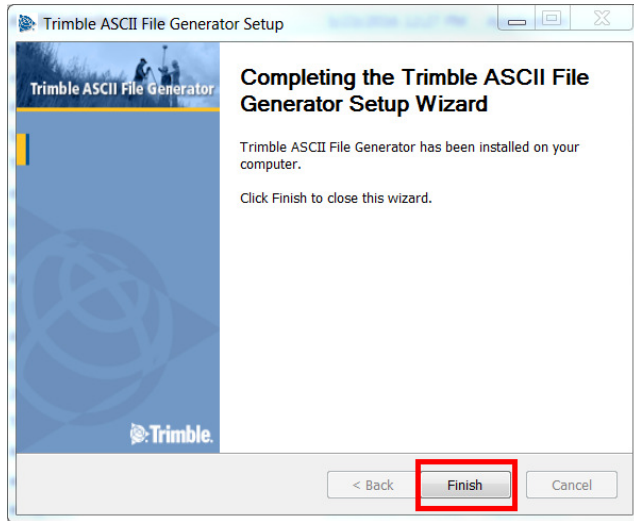 Trimble ASCII File Generator Setup
Trimble ASCII File Generator
Completing the Trimble ASCII File
Generator Setup Wizard
Trimble ASCII File Generator has been installed on your
computer.
Click Finish to close this wizard.
Trimble.
< Back Finish Cancel